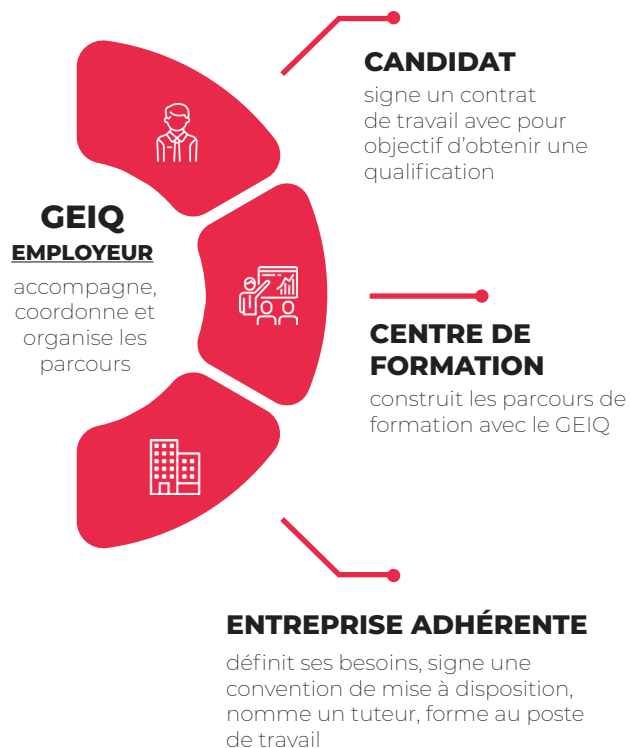 CANDIDAT
signe un contrat
de travail avec pour
objectif d’obtenir une
qualification
GEIQ
EMPLOYEUR
accompagne,
coordonne et
organise les
parcours
CENTRE DE
FORMATION
construit les parcours de
formation avec le GEIQ
ENTREPRISE ADHÉRENTE
définit ses besoins, signe une
convention de mise à disposition,
nomme un tuteur, forme au poste
de travail